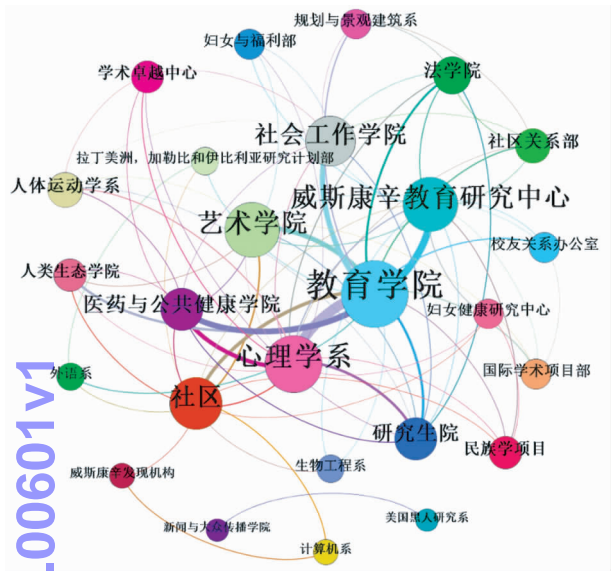 规划与景观建筑系
妇女与福利部
学术卓越中心
法学院
社会工作学院
社区关系部
拉丁美洲，加勒比和伊比利亚研究计划部
人体运动学系
威斯康辛教育研究中心
艺术学院
校友关系办公室
人类生态学院
教育学院
医药与公共健康学院
妇女健康研究中心
心理学系
外语系
国际学术项目部
社区
研究生院
民族学项目
生物工程系
威斯康辛发现机构
新闻与大众传播学院
美国黑人研究系
计算机系
.00601v1